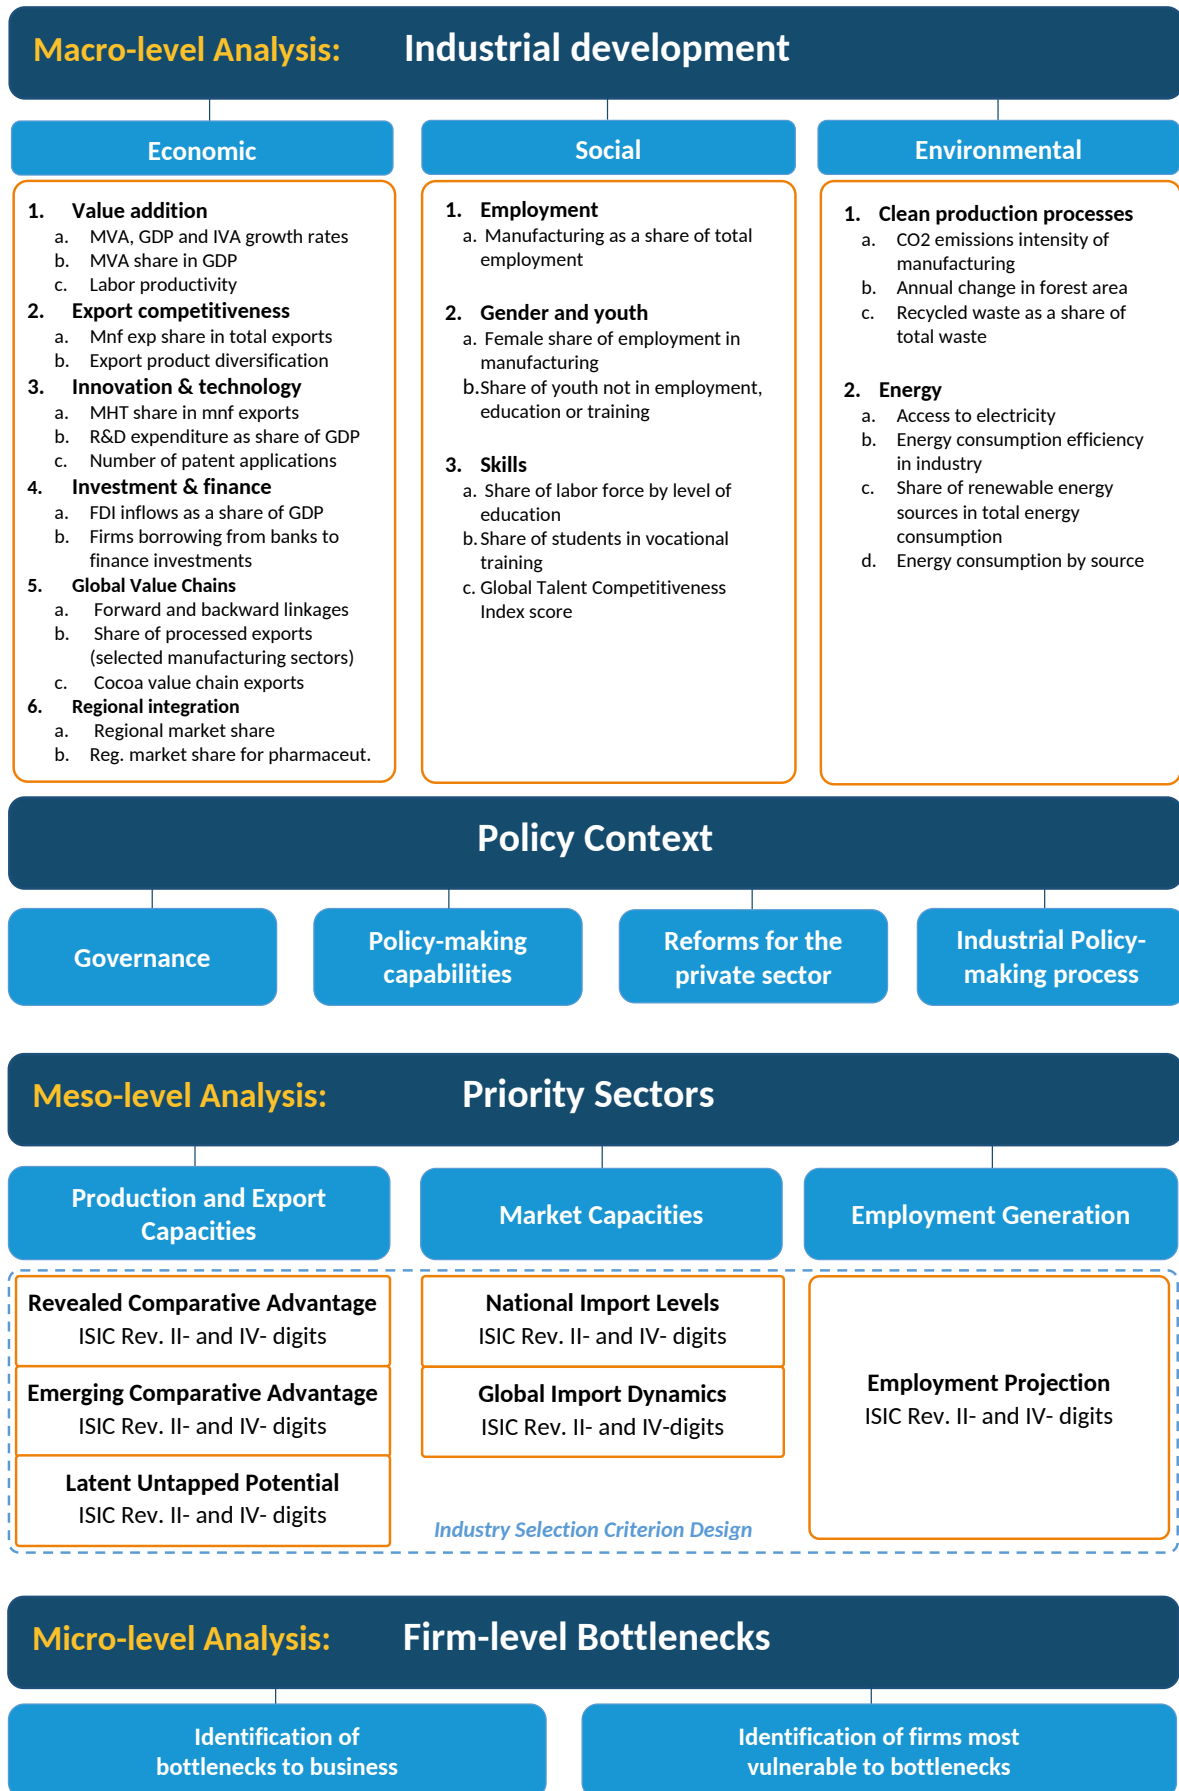 Macro-level Analysis: Industrial development
Economic
1. Value addition
a. MVA, GDP and IVA growth rates
b. MVA share in GDP
c. Labor productivity
2. Export competitiveness
a. Mnf exp share in total exports
b. Export product diversification
3. Innovation & technology
a. MHT share in mnf exports
b. R&D expenditure as share of GDP
c. Number of patent applications
4. Investment & finance
a. FDI inflows as a share of GDP
b. Firms borrowing from banks to
finance investments
5. Global Value Chains
a. Forward and backward linkages
b. Share of processed exports
(selected manufacturing sectors)
c. Cocoa value chain exports
6. Regional integration
a. Regional market share
b. Reg. market share for pharmaceut.
Social
1. Employment
a. Manufacturing as a share of total
employment
2. Gender and youth
a. Female share of employment in
manufacturing
b.Share of youth not in employment,
education or training
3. Skills
a. Share of labor force by level of
education
b. Share of students in vocational
training
c. Global Talent Competitiveness
Index score
Environmental
1. Clean production processes
a. CO2 emissions intensity of
manufacturing
b. Annual change in forest area
c. Recycled waste as a share of
total waste
2. Energy
a. Access to electricity
b. Energy consumption efficiency
in industry
c. Share of renewable energy
sources in total energy
consumption
d. Energy consumption by source
Policy Context
Governance
Policy-making
capabilities
Reforms for the
private sector
Industrial Policy-
making process
Meso-level Analysis: Priority Sectors
Production and Export
Capacities
Revealed Comparative Advantage
ISIC Rev. II- and IV- digits
Emerging Comparative Advantage
ISIC Rev. II- and IV- digits
Latent Untapped Potential
ISIC Rev. II- and IV- digits
Market Capacities
National Import Levels
ISIC Rev. II- and IV- digits
Global Import Dynamics
ISIC Rev. II- and IV-digits
Industry Selection Criterion Design
Employment Generation
Employment Projection
ISIC Rev. II- and IV- digits
Micro-level Analysis: Firm-level Bottlenecks
Identification of
bottlenecks to business
Identification of firms most
vulnerable to bottlenecks